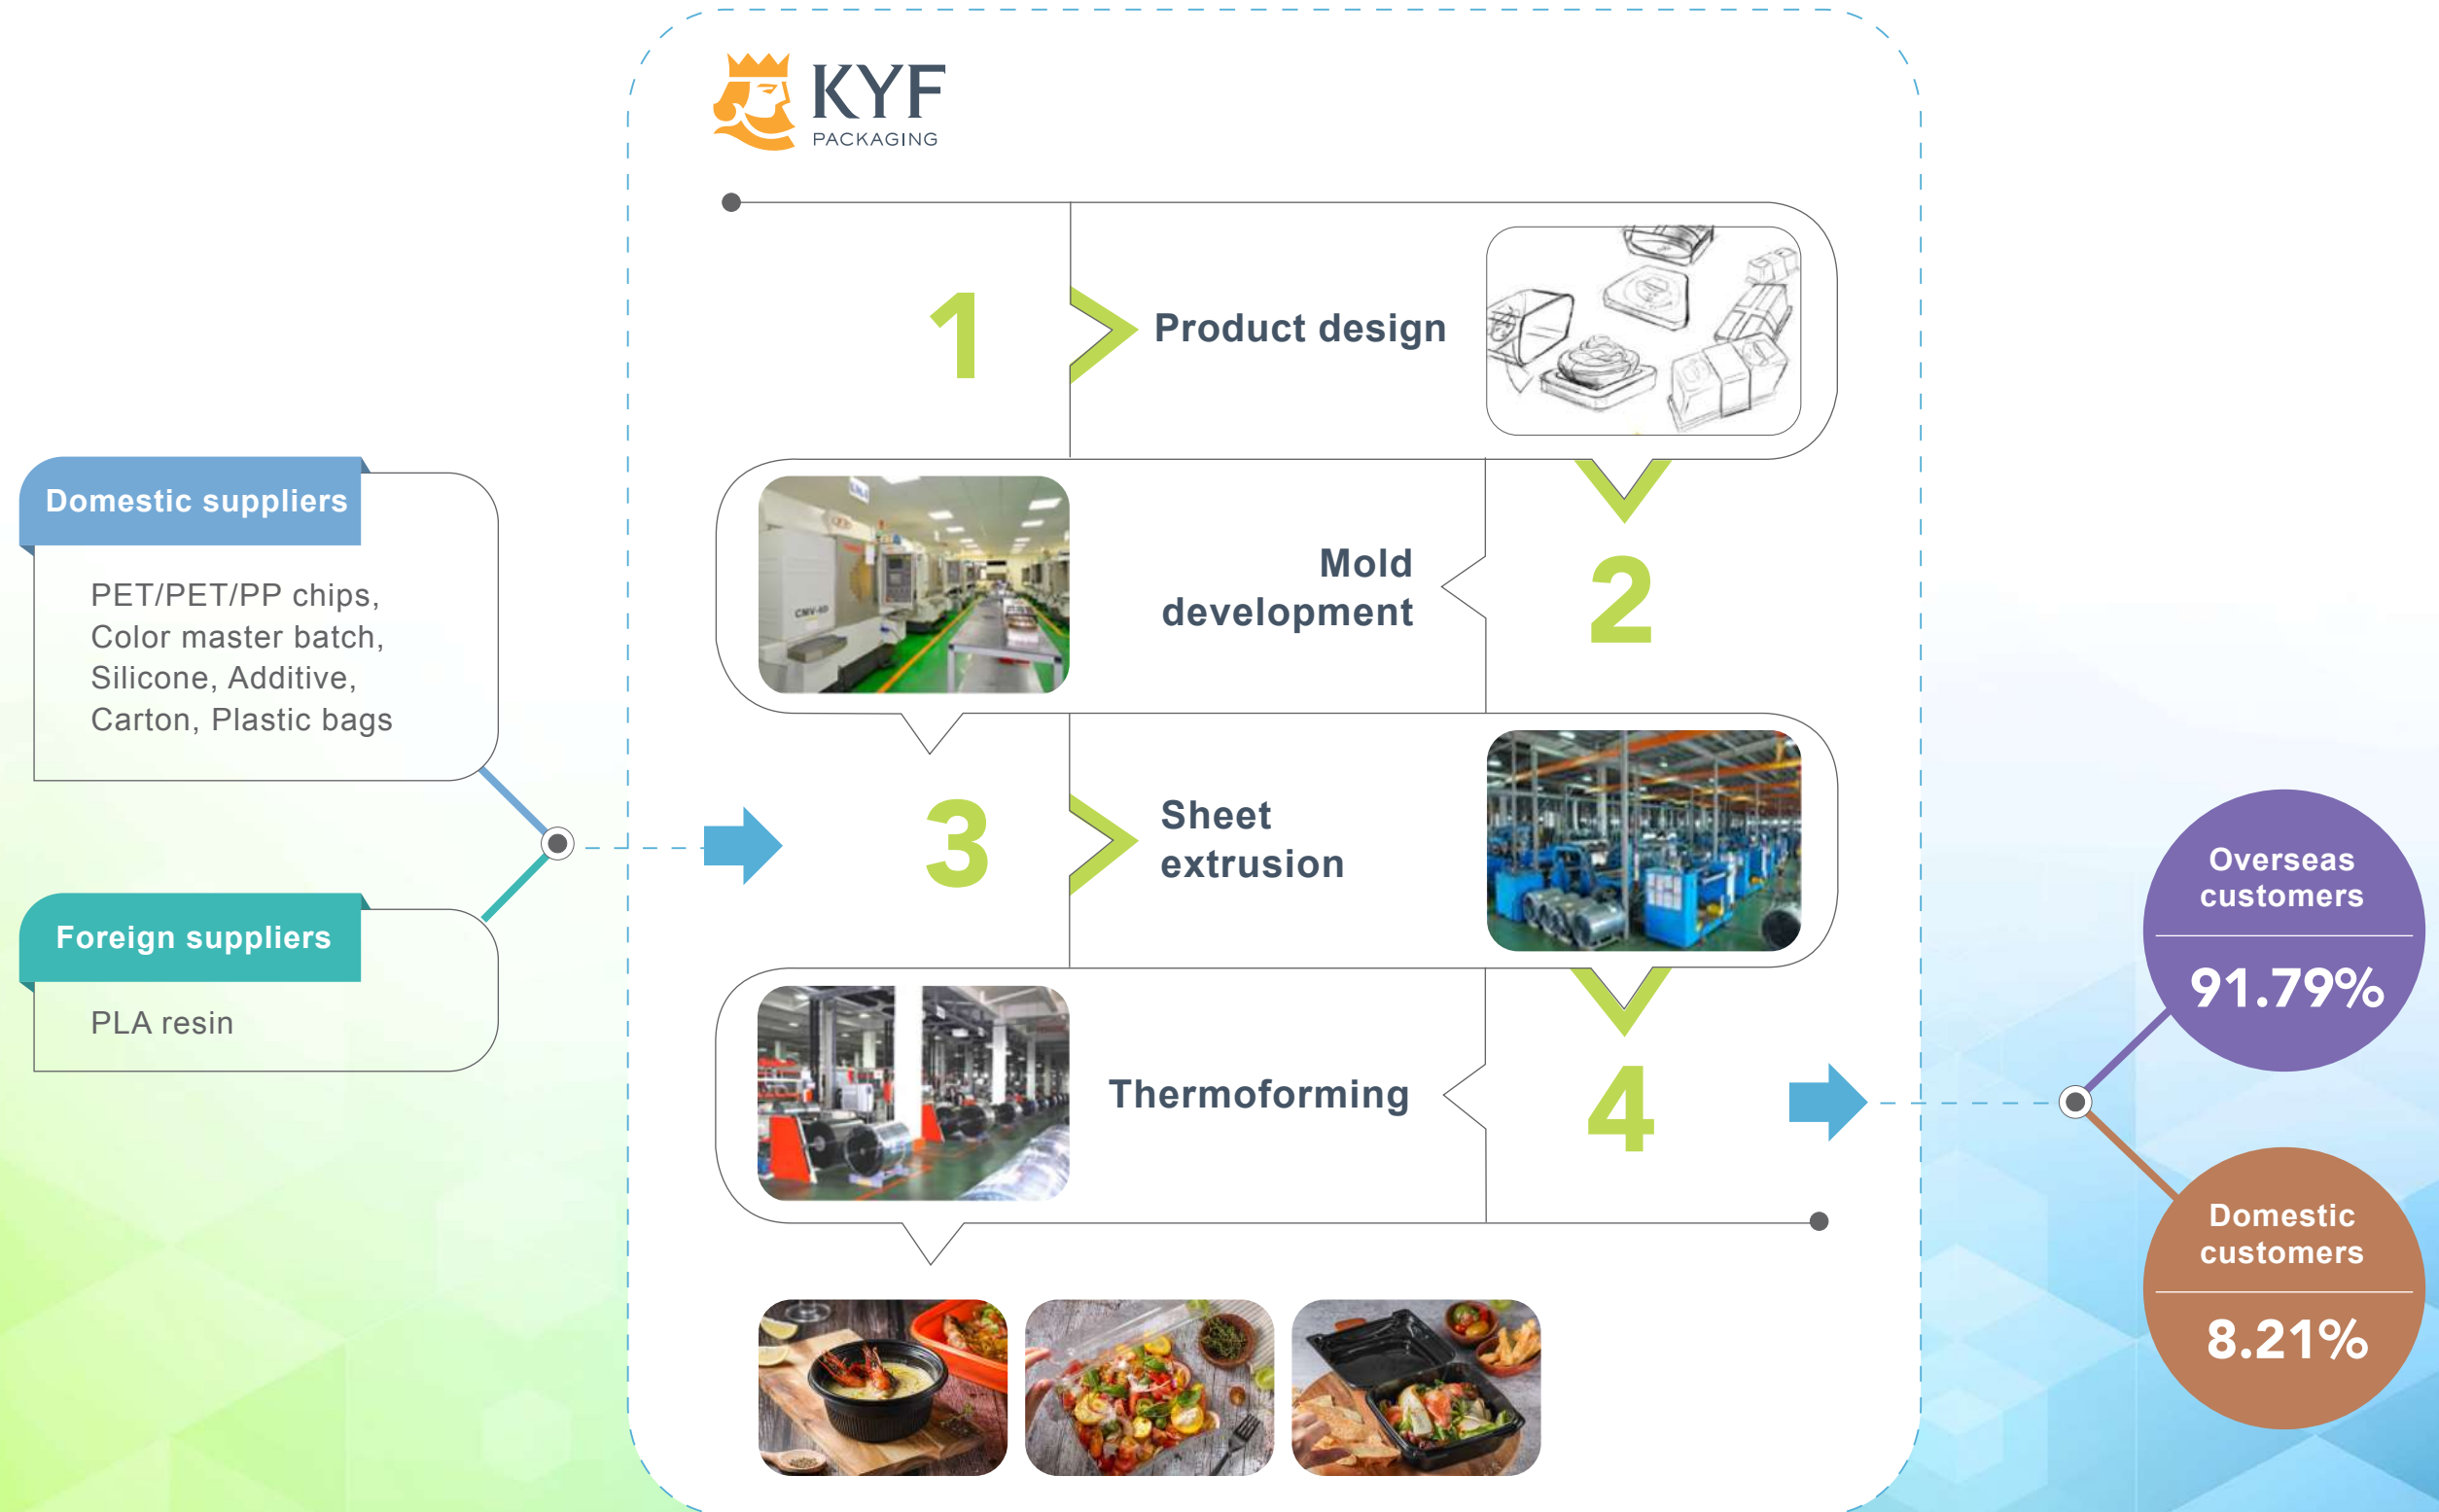 KYF
PACKAGING
1
Product design
Mold
development
2
3
Sheet
extrusion
Thermoforming
4
Domestic suppliers
PET/PET/PP chips,
Color master batch,
Silicone, Additive,
Carton, Plastic bags
Foreign suppliers
PLA resin
Overseas
customers
91.79%
Domestic
customers
8.21%